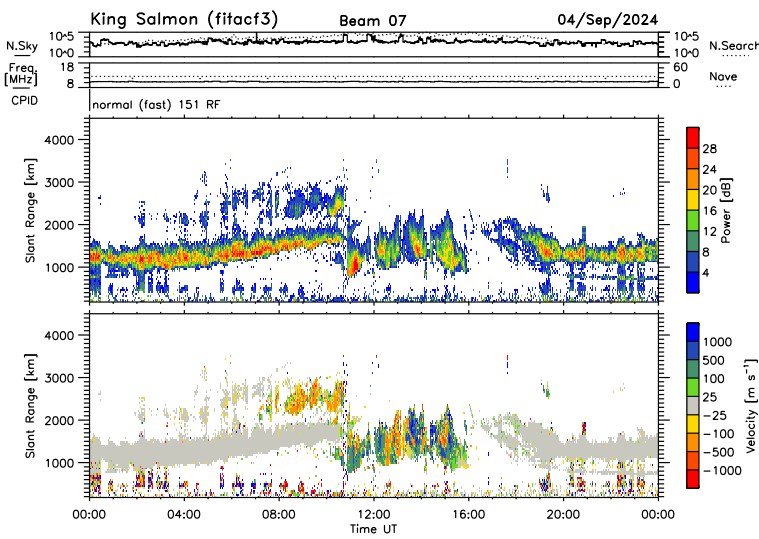 King Salmon (fitacf3) Beam 07 04/Sep/2024
N.Sky 10^5 10^0 10^5 10^0 N.Search
Freq. [MHz] 18 8 60 0 Nave
CPID normal (fast) 151 RF
Slant Range [km] 4000 3000 2000 1000
Power [dB] 28 24 20 16 12 8 4
Slant Range [km] 4000 3000 2000 1000
Velocity [m s⁻¹] 1000 500 100 25 −25 −100 −500 −1000
00:00 04:00 08:00 12:00 16:00 20:00 00:00
Time UT